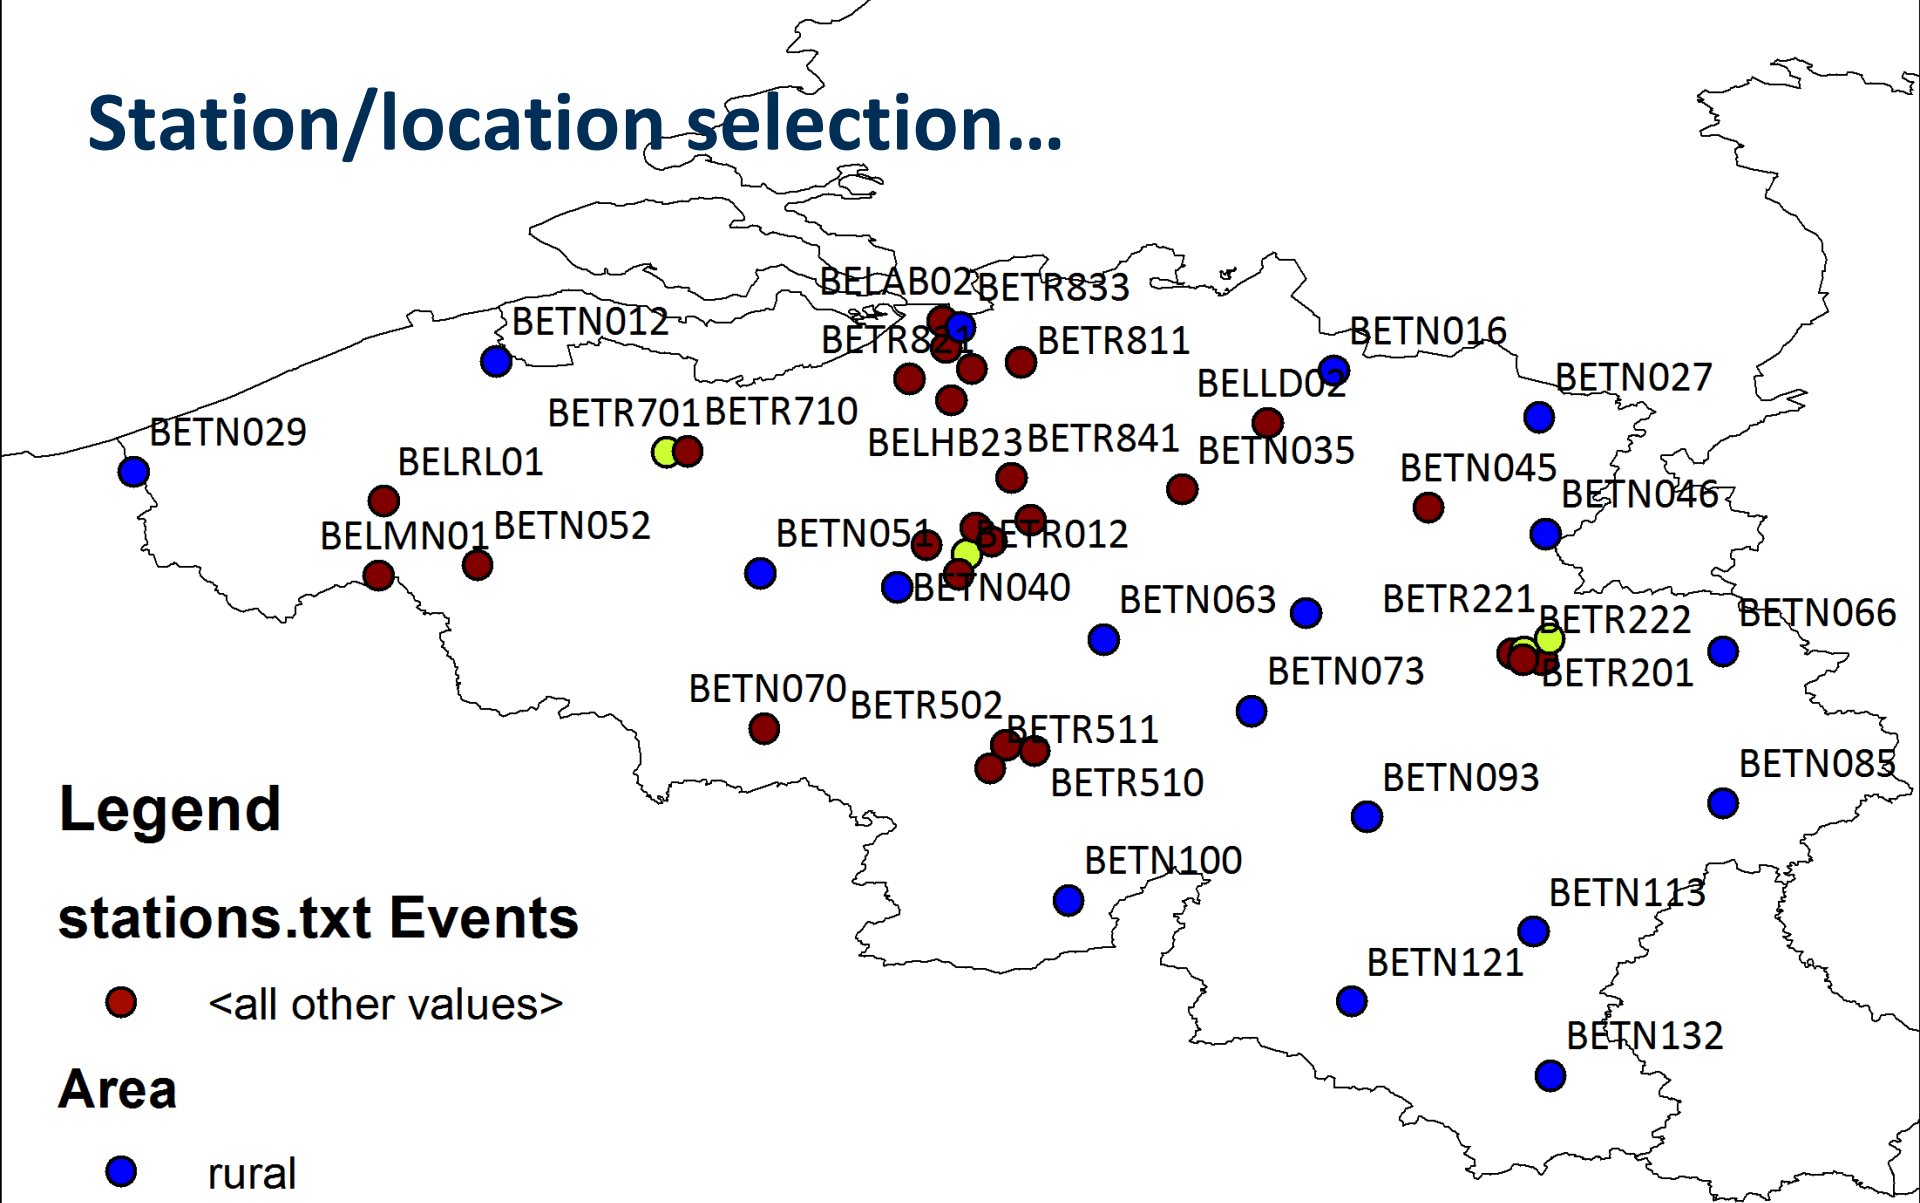 Station/location selection...
BELAB02
BETR833
BETN012
BETR821
BETR811
BETN016
BELLD02
BETN027
BETR701
BETR710
BETN029
BELHB23
BETR841
BETN035
BELRL01
BETN045
BETN046
BELMN01
BETN052
BETN051
BETR012
BETN040
BETN063
BETR221
BETR222
BETN066
BETN073
BETR201
BETN070
BETR502
BETR511
BETR510
BETN093
BETN085
Legend
BETN100
stations.txt Events
BETN113
BETN121
<all other values>
BETN132
Area
rural